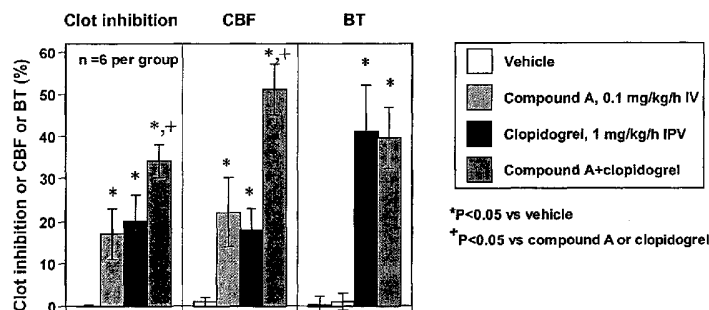 Clot inhibition CBF BT
Clot inhibition or CBF or BT (%)
60
50
40
30
20
10
0
n =6 per group
*
*
*,+
*
*
*,+
*
*
Vehicle
Compound A, 0.1 mg/kg/h IV
Clopidogrel, 1 mg/kg/h IPV
Compound A+clopidogrel
*P<0.05 vs vehicle
+P<0.05 vs compound A or clopidogrel